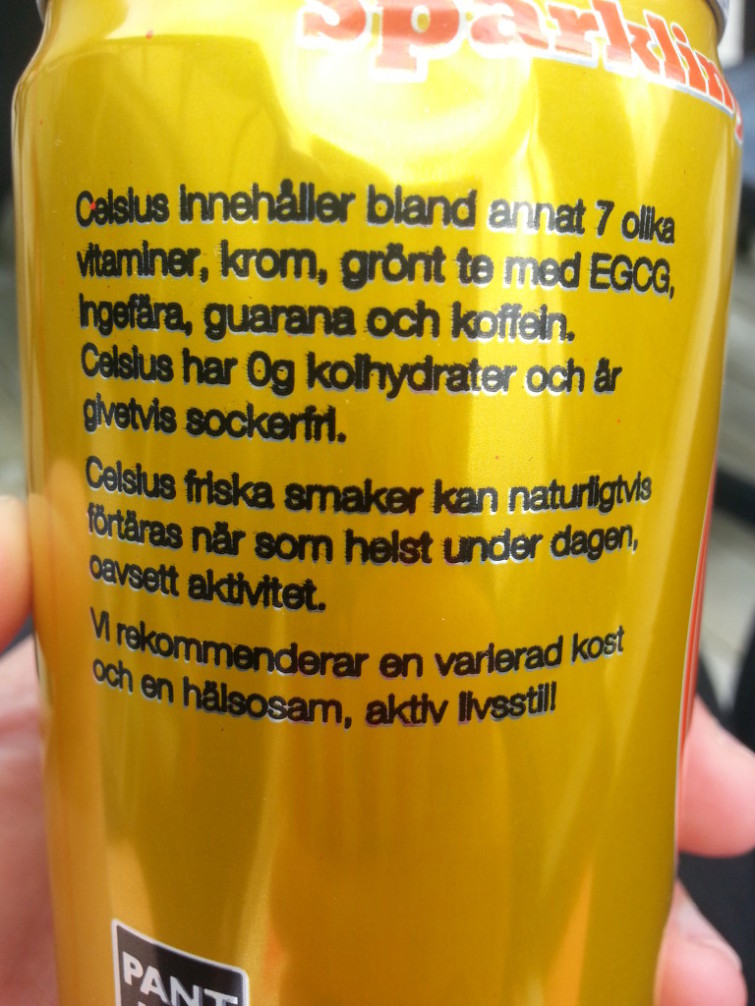 Sparklin
Celsius innehåller bland annat 7 olika
vitaminer, krom, grönt te med EGCG,
ingefära, guarana och koffein.
Celsius har 0g kolhydrater och är
givetvis sockerfri.
Celsius friska smaker kan naturligtvis
förtäras när som helst under dagen,
oavsett aktivitet.
Vi rekommenderar en varierad kost
och en hälsosam, aktiv livsstil!
PANT